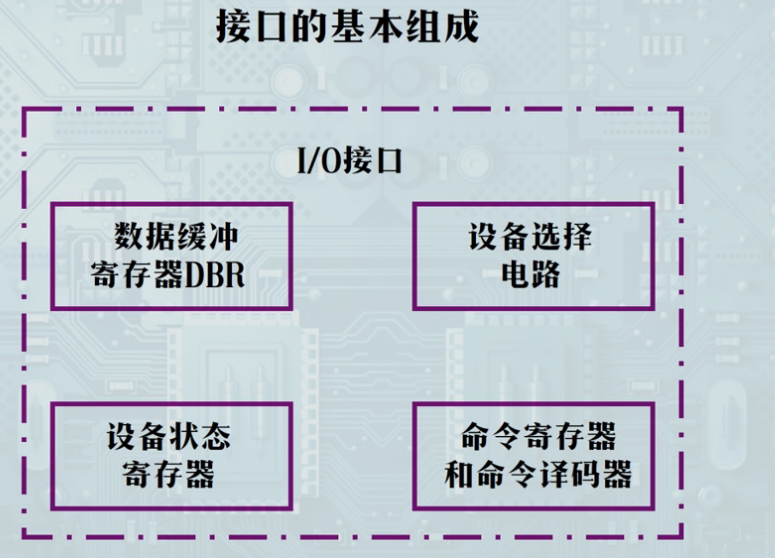 接口的基本组成
I/O接口
数据缓冲
寄存器DBR
设备选择
电路
设备状态
寄存器
命令寄存器
和命令译码器